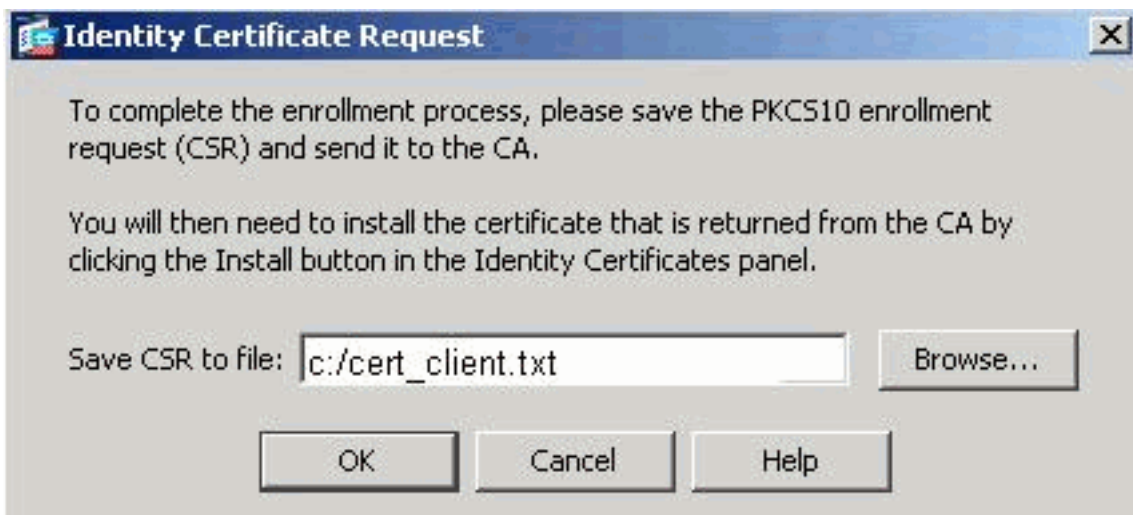 Identity Certificate Request
To complete the enrollment process, please save the PKCS10 enrollment
request (CSR) and send it to the CA.
You will then need to install the certificate that is returned from the CA by
clicking the Install button in the Identity Certificates panel.
Save CSR to file: c:/cert_client.txt Browse...
OK Cancel Help